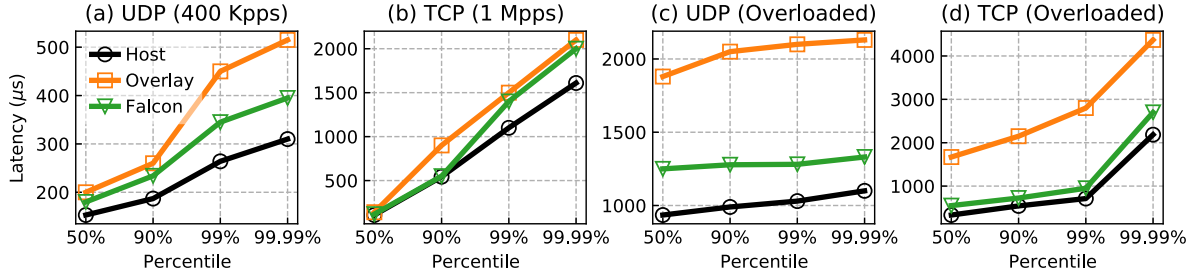 (a) UDP (400 Kpps)
Latency (μs)
500
400
300
200
Host
Overlay
Falcon
50%
90%
99%
99.99%
Percentile
(b) TCP (1 Mpps)
2000
1500
1000
500
50%
90%
99%
99.99%
Percentile
(c) UDP (Overloaded)
2000
1500
1000
50%
90%
99%
99.99%
Percentile
(d) TCP (Overloaded)
4000
3000
2000
1000
50%
90%
99%
99.99%
Percentile